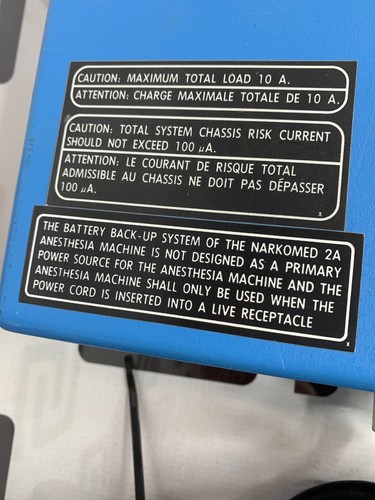 CAUTION: MAXIMUM TOTAL LOAD 10 A.
ATTENTION: CHARGE MAXIMALE TOTALE DE 10 A.
CAUTION: TOTAL SYSTEM CHASSIS RISK CURRENT
SHOULD NOT EXCEED 100 µA.
ATTENTION: LE COURANT DE RISQUE TOTAL
ADMISSIBLE AU CHASSIS NE DOIT PAS DÉPASSER
100 µA.
x
THE BATTERY BACK-UP SYSTEM OF THE NARKOMED 2A
ANESTHESIA MACHINE IS NOT DESIGNED AS A PRIMARY
POWER SOURCE FOR THE ANESTHESIA MACHINE AND THE
ANESTHESIA MACHINE SHALL ONLY BE USED WHEN THE
POWER CORD IS INSERTED INTO A LIVE RECEPTACLE
x